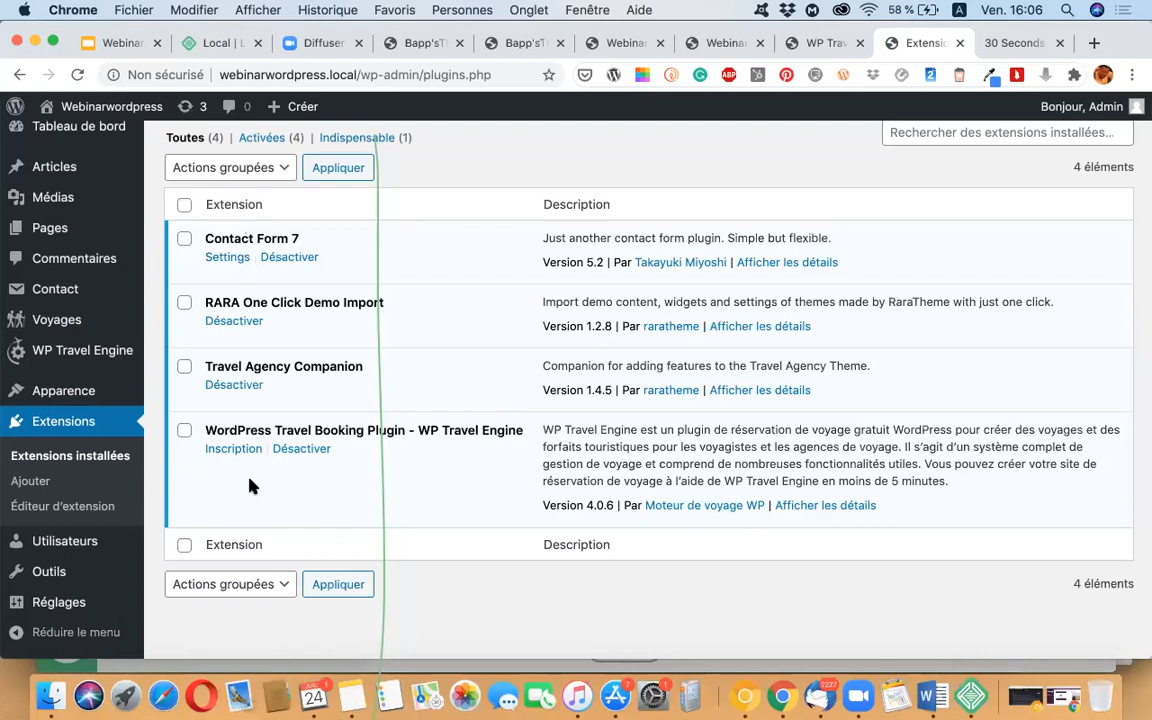 Chrome Fichier Modifier Afficher Historique Favoris Personnes Onglet Fenêtre Aide 58 % A Ven. 16:06
Webinar Local | L Diffuser Bapp'sT Bapp'sT Webinar Webinar WP Trav Extensio 30 Seconds
Non sécurisé webinarwordpress.local/wp-admin/plugins.php
Webinarwordpress 3 0 Créer Bonjour, Admin
Tableau de bord
Articles
Médias
Pages
Commentaires
Contact
Voyages
WP Travel Engine
Apparence
Extensions
Extensions installées
Ajouter
Éditeur d'extension
Utilisateurs
Outils
Réglages
Réduire le menu
Toutes (4) | Activées (4) | Indispensable (1)
Rechercher des extensions installées...
Actions groupées Appliquer 4 éléments
Extension Description
Contact Form 7
Settings | Désactiver
Just another contact form plugin. Simple but flexible.
Version 5.2 | Par Takayuki Miyoshi | Afficher les détails
RARA One Click Demo Import
Désactiver
Import demo content, widgets and settings of themes made by RaraTheme with just one click.
Version 1.2.8 | Par raratheme | Afficher les détails
Travel Agency Companion
Désactiver
Companion for adding features to the Travel Agency Theme.
Version 1.4.5 | Par raratheme | Afficher les détails
WordPress Travel Booking Plugin - WP Travel Engine
Inscription | Désactiver
WP Travel Engine est un plugin de réservation de voyage gratuit WordPress pour créer des voyages et des
forfaits touristiques pour les voyagistes et les agences de voyage. Il s'agit d'un système complet de
gestion de voyage et comprend de nombreuses fonctionnalités utiles. Vous pouvez créer votre site de
réservation de voyage à l'aide de WP Travel Engine en moins de 5 minutes.
Version 4.0.6 | Par Moteur de voyage WP | Afficher les détails
Extension Description
Actions groupées Appliquer 4 éléments
24
2227